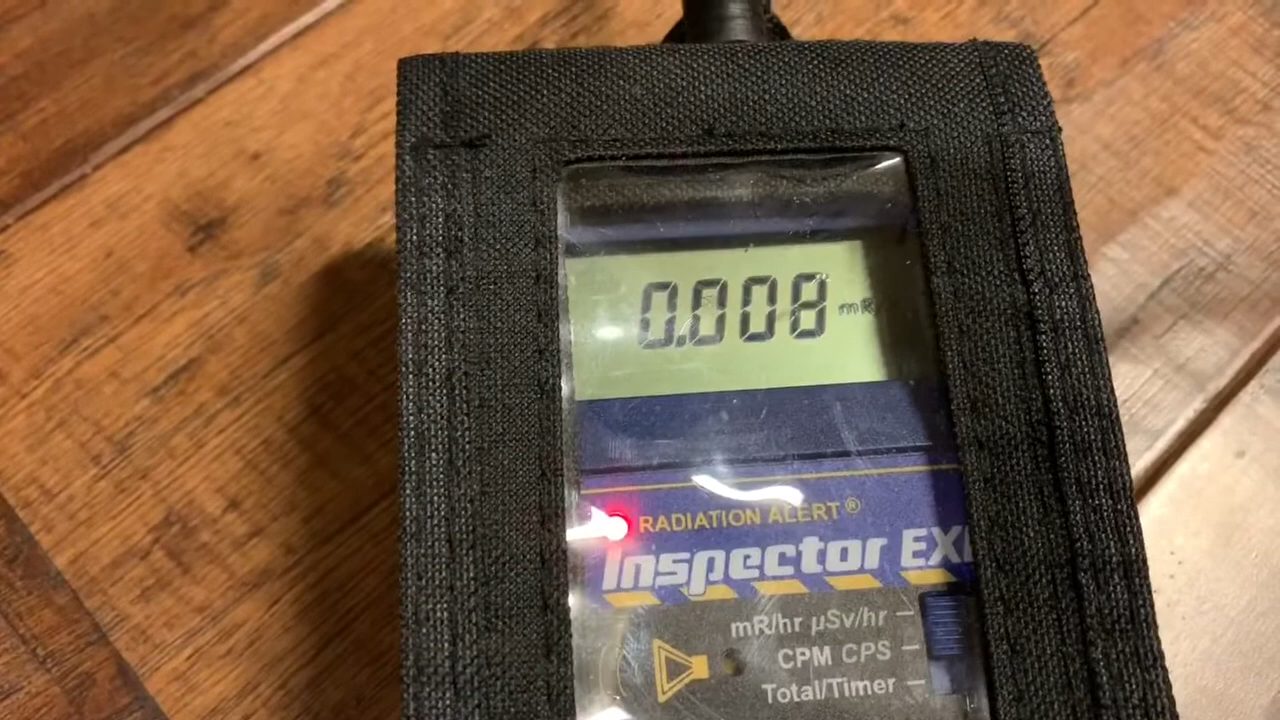 0.008 mR
RADIATION ALERT®
Inspector EX
mR/hr µSv/hr
CPM CPS
Total/Timer